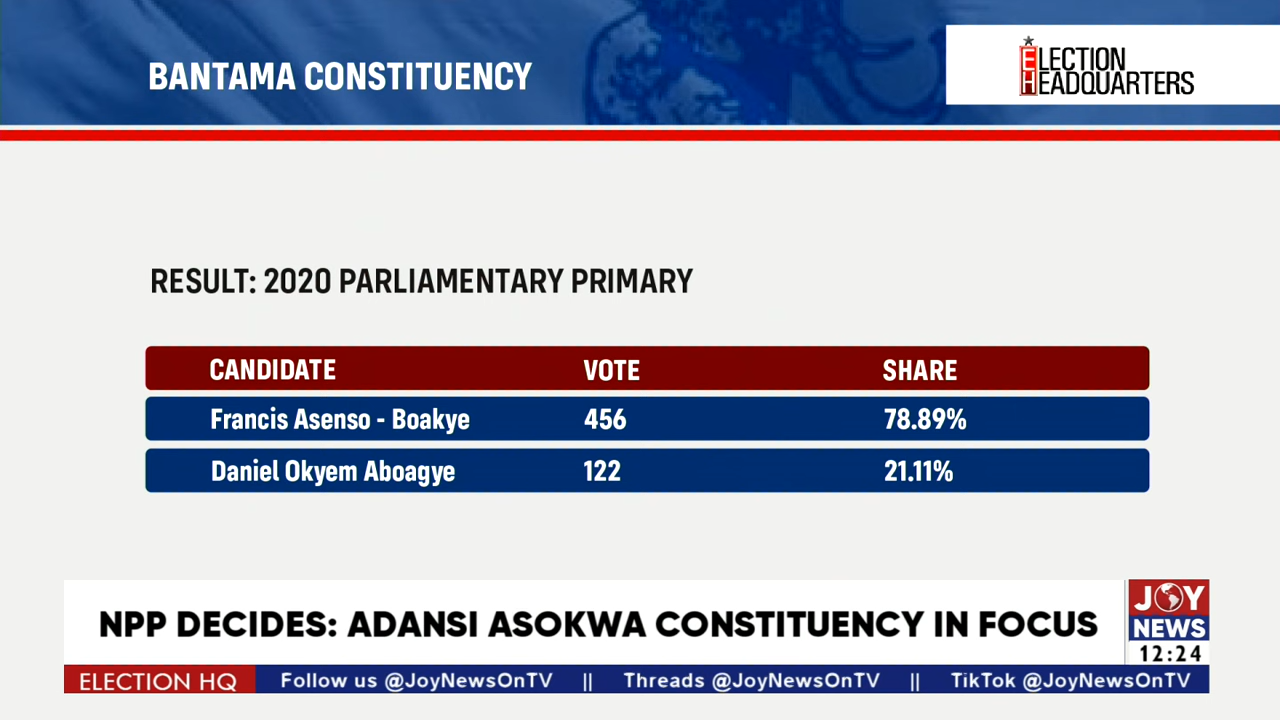 BANTAMA CONSTITUENCY
ELECTION
HEADQUARTERS
RESULT: 2020 PARLIAMENTARY PRIMARY
CANDIDATE VOTE SHARE
Francis Asenso - Boakye 456 78.89%
Daniel Okyem Aboagye 122 21.11%
NPP DECIDES: ADANSI ASOKWA CONSTITUENCY IN FOCUS
JOY
NEWS
12:24
ELECTION HQ Follow us @JoyNewsOnTV || Threads @JoyNewsOnTV || TikTok @JoyNewsOnTV